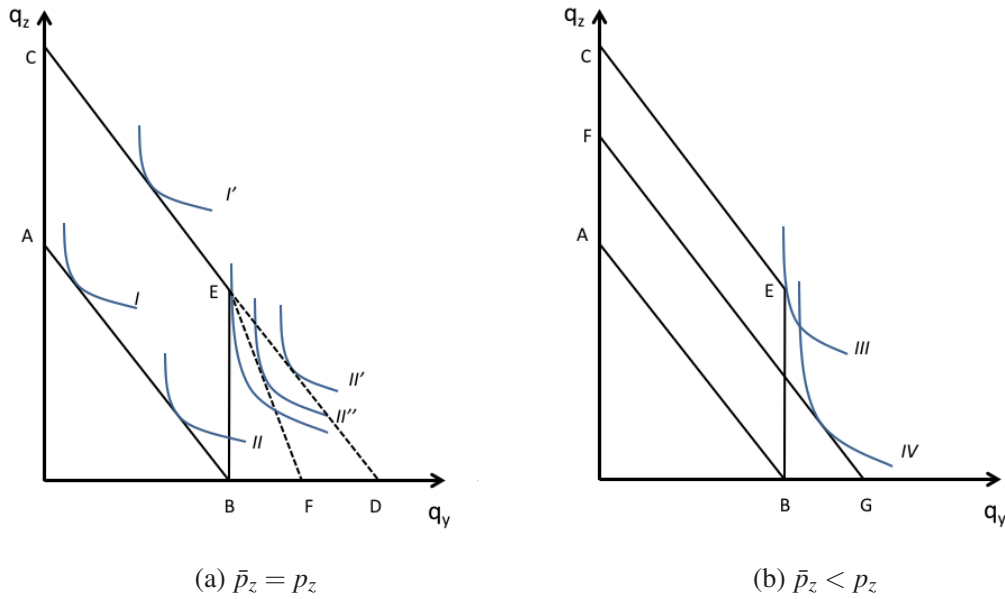 q_z
C
I'
A
E
I
II'
II''
II
B F D
q_y
(a) p̄_z = p_z
q_z
C
F
A
E
III
IV
B G
q_y
(b) p̄_z < p_z